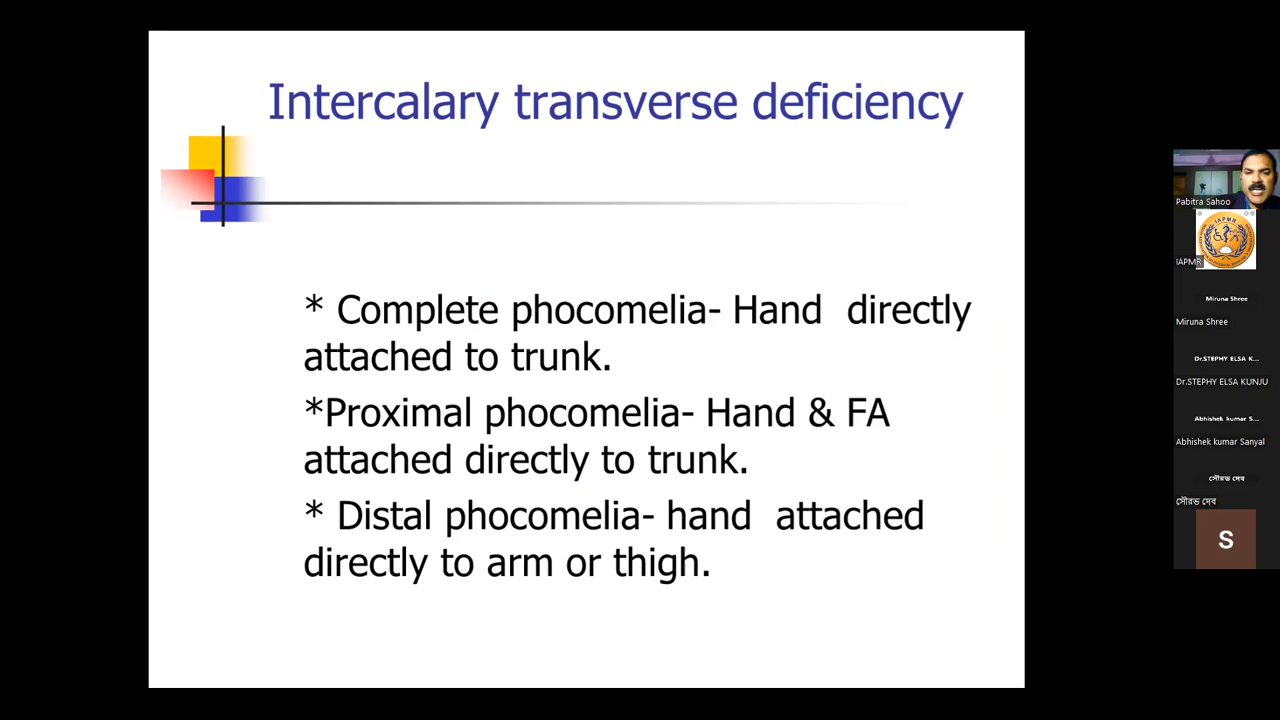 Intercalary transverse deficiency
* Complete phocomelia- Hand directly
attached to trunk.
*Proximal phocomelia- Hand & FA
attached directly to trunk.
* Distal phocomelia- hand attached
directly to arm or thigh.
Pabitra Sahoo
IAPMR
IAPMR
Miruna Shree
Miruna Shree
Dr.STEPHY ELSA K...
Dr.STEPHY ELSA KUNJU
Abhishek kumar S...
Abhishek kumar Sanyal
সৌরভ দেব
সৌরভ দেব
S